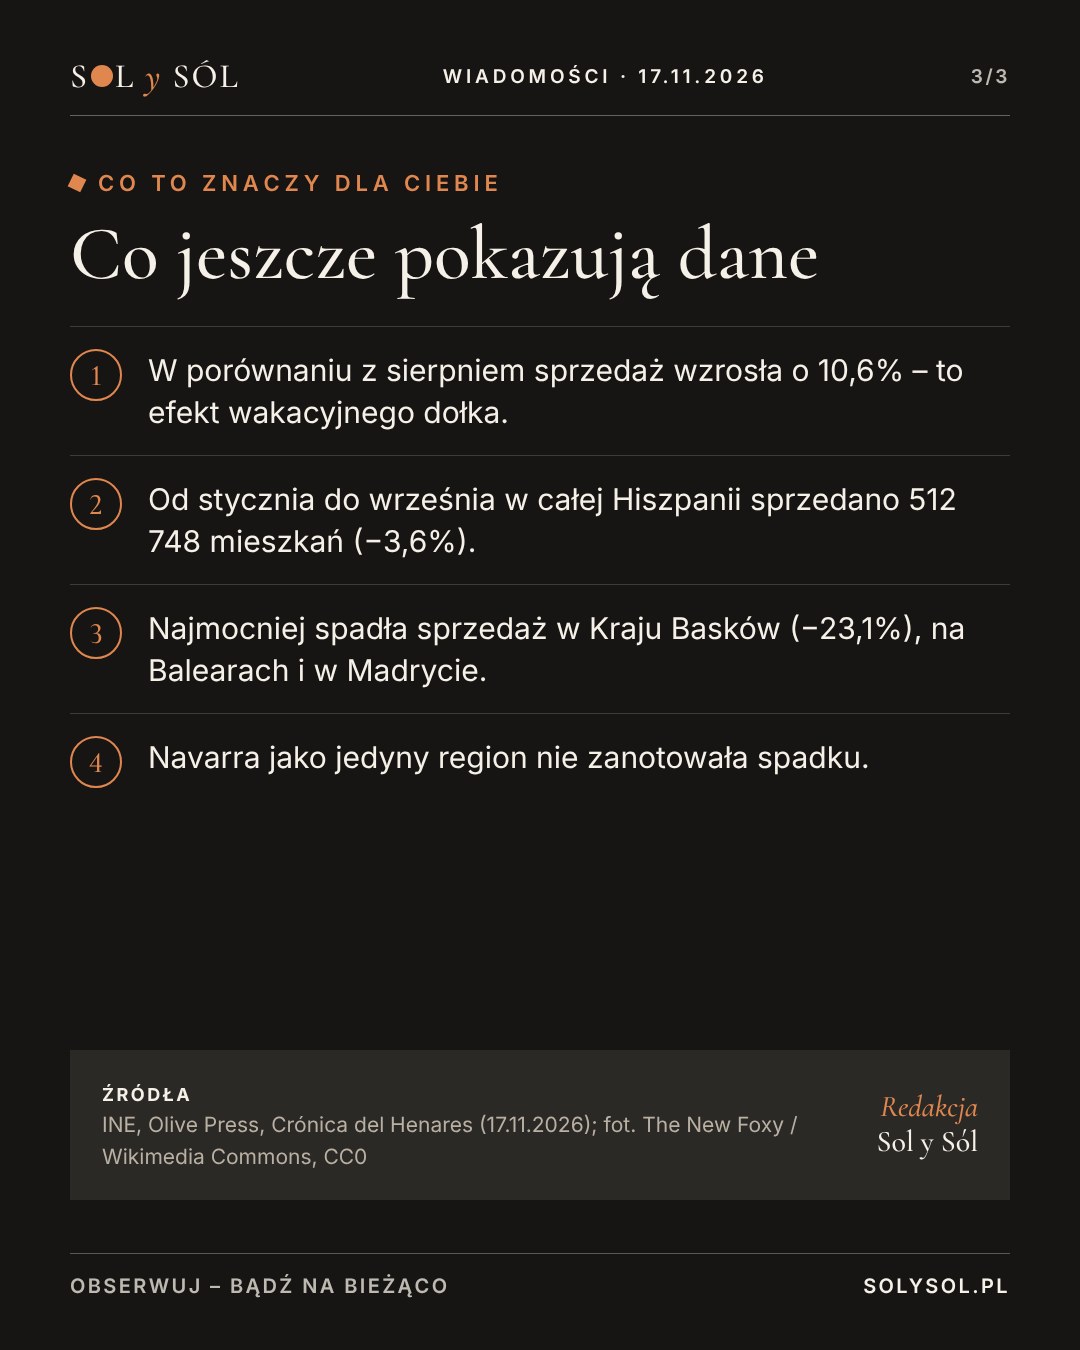 SOL y SÓL
WIADOMOŚCI · 17.11.2026
3/3
CO TO ZNACZY DLA CIEBIE
Co jeszcze pokazują dane
1
W porównaniu z sierpniem sprzedaż wzrosła o 10,6% – to
efekt wakacyjnego dołka.
2
Od stycznia do września w całej Hiszpanii sprzedano 512
748 mieszkań (−3,6%).
3
Najmocniej spadła sprzedaż w Kraju Basków (−23,1%), na
Balearach i w Madrycie.
4
Navarra jako jedyny region nie zanotowała spadku.
ŹRÓDŁA
INE, Olive Press, Crónica del Henares (17.11.2026); fot. The New Foxy /
Wikimedia Commons, CC0
Redakcja
Sol y Sól
OBSERWUJ – BĄDŹ NA BIEŻĄCO
SOLYSOL.PL